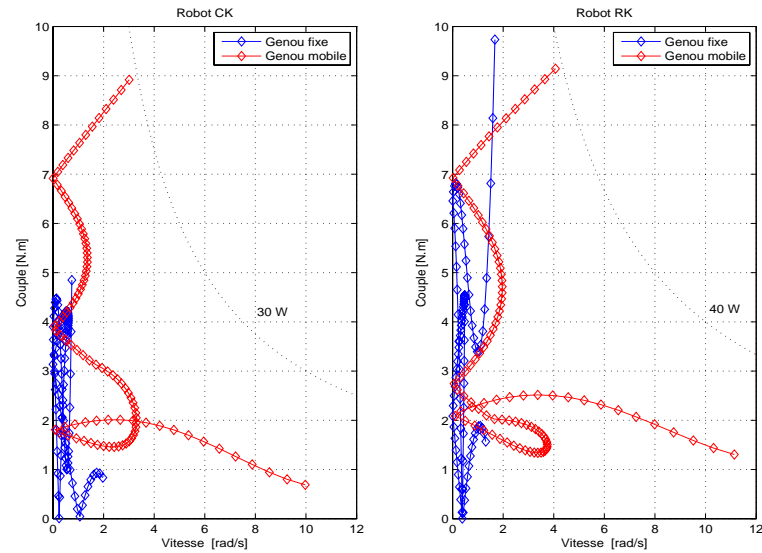 Robot CK
Genou fixe
Genou mobile
10
9
8
7
6
5
4
3
2
1
0
Couple [N.m]
30 W
0 2 4 6 8 10 12
Vitesse [rad/s]
Robot RK
Genou fixe
Genou mobile
10
9
8
7
6
5
4
3
2
1
0
Couple [N.m]
40 W
0 2 4 6 8 10 12
Vitesse [rad/s]